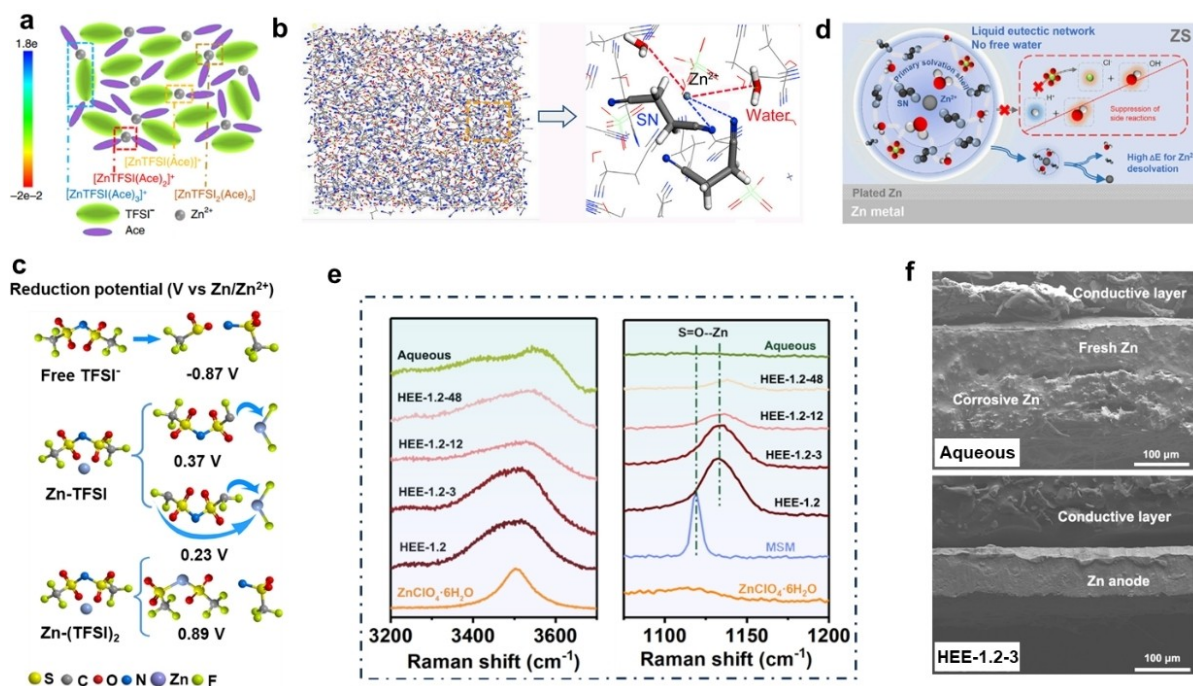 a
1.8e
−2e−2
[ZnTFSI(Ace)]⁺
[ZnTFSI(Ace)₂]⁺
[ZnTFSI(Ace)₃]⁺
[ZnTFSI₂(Ace)₂]
TFSI⁻
Zn²⁺
Ace
b
Zn²⁺
SN
Water
d
ZS
Liquid eutectic network
No free water
Primary solvation shell
SN
Zn²⁺
Cl
OH
H⁺
Suppression of
side reactions
High ΔE for Zn²
desolvation
Plated Zn
Zn metal
c
Reduction potential (V vs Zn/Zn²⁺)
Free TFSI⁻
-0.87 V
0.37 V
Zn-TFSI
0.23 V
Zn-(TFSI)₂
0.89 V
S C O N Zn F
e
Aqueous
HEE-1.2-48
HEE-1.2-12
HEE-1.2-3
HEE-1.2
ZnClO₄·6H₂O
3200 3400 3600
Raman shift (cm⁻¹)
S=O--Zn
Aqueous
HEE-1.2-48
HEE-1.2-12
HEE-1.2-3
HEE-1.2
MSM
ZnClO₄·6H₂O
1100 1150 1200
Raman shift (cm⁻¹)
f
Conductive layer
Fresh Zn
Corrosive Zn
Aqueous
100 µm
Conductive layer
Zn anode
HEE-1.2-3
100 µm